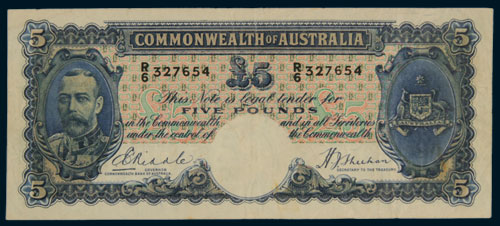 5 COMMONWEALTH OF AUSTRALIA 5
R/6 327654 £5 R/6 327654
This Note is Legal Tender for
FIVE POUNDS
in the Commonwealth and in all Territories
under the control of the Commonwealth.
E Riddle H J Sheehan
GOVERNOR SECRETARY TO THE TREASURY
COMMONWEALTH BANK OF AUSTRALIA
5 5